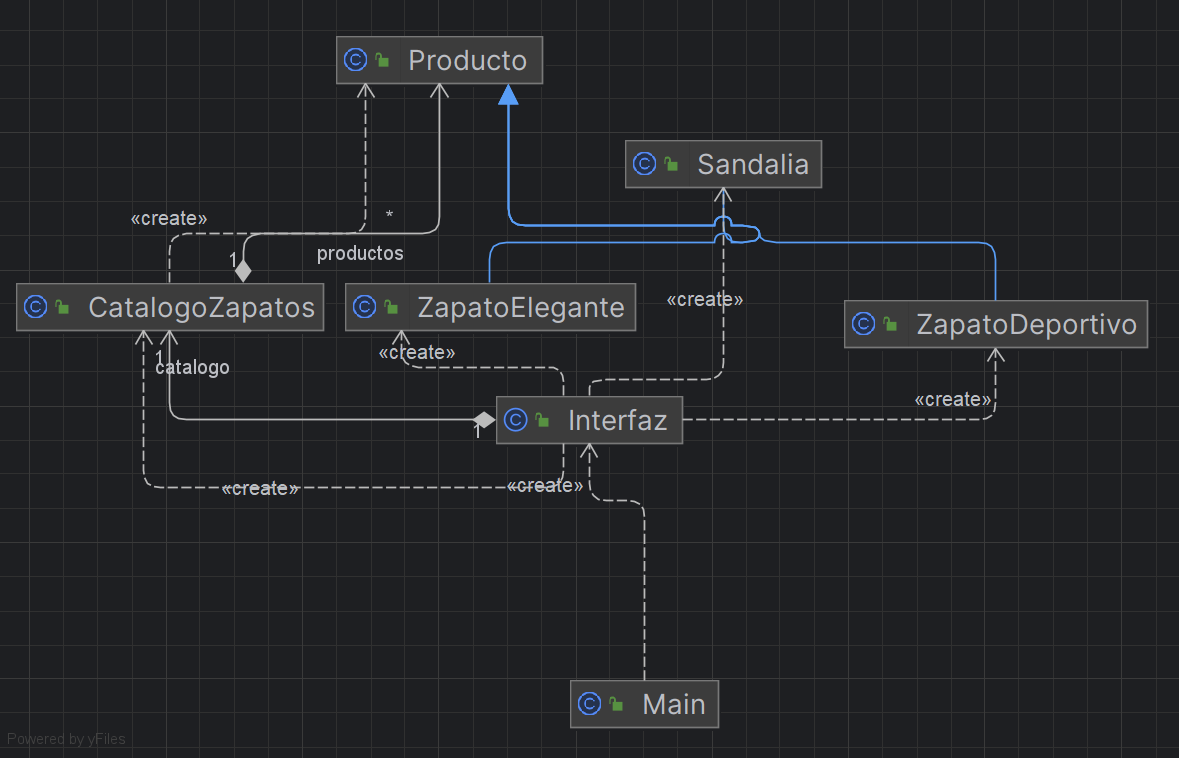 Producto
Sandalia
«create»
*
productos
1
CatalogoZapatos
ZapatoElegante
«create»
ZapatoDeportivo
1
catalogo
«create»
«create»
Interfaz
1
«create»
«create»
Main
Powered by yFiles